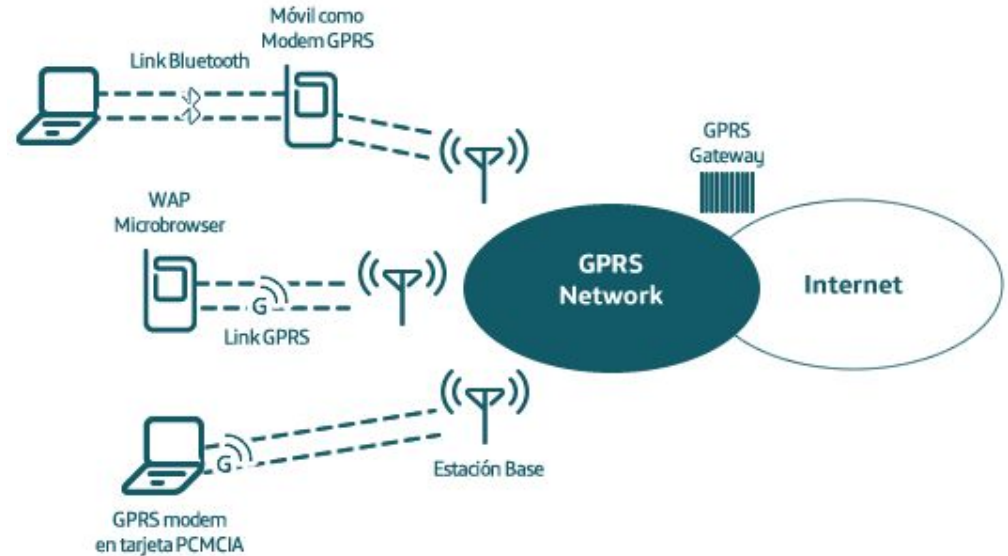 Móvil como
Modem GPRS
Link Bluetooth
GPRS
Gateway
WAP
Microbrowser
GPRS
Network
Internet
G
Link GPRS
G
Estación Base
GPRS modem
en tarjeta PCMCIA